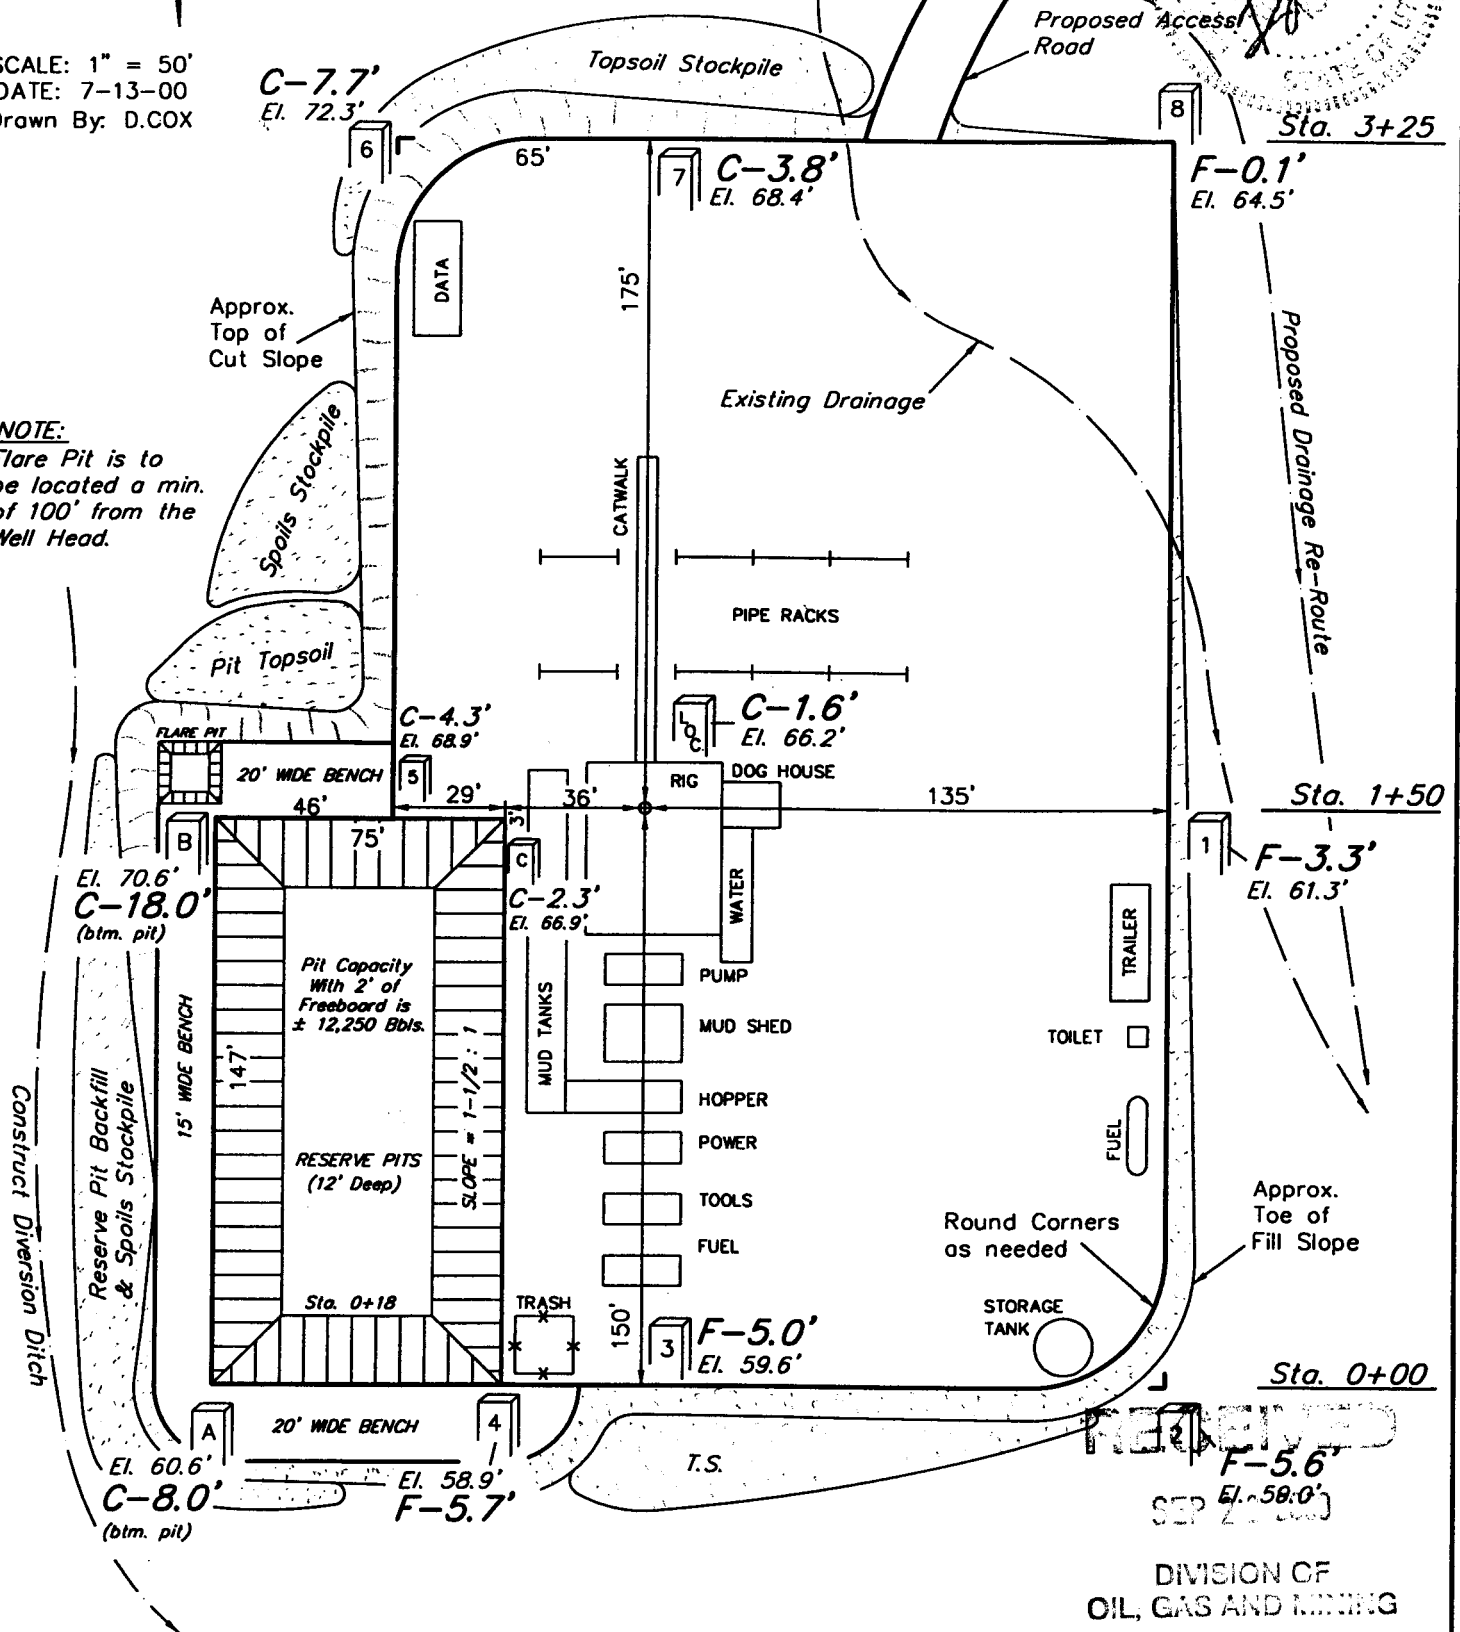 SCALE: 1" = 50'
DATE: 7-13-00
Drawn By: D.COX
C-7.7'
El. 72.3'
6
Topsoil Stockpile
Proposed Access
Road
STATE OF
8
Sta. 3+25
65'
7
C-3.8'
El. 68.4'
F-0.1'
El. 64.5'
DATA
175'
Approx.
Top of
Cut Slope
Existing Drainage
Proposed Drainage Re-Route
NOTE:
Flare Pit is to
be located a min.
of 100' from the
Well Head.
Spoils Stockpile
CATWALK
PIPE RACKS
Pit Topsoil
C-4.3'
El. 68.9'
LOC.
C-1.6'
El. 66.2'
FLARE PIT
20' WIDE BENCH
5
RIG
DOG HOUSE
46'
29'
36'
135'
Sta. 1+50
75'
3'
B
C
1
El. 70.6'
C-18.0'
(btm. pit)
C-2.3'
El. 66.9'
WATER
F-3.3'
El. 61.3'
TRAILER
Pit Capacity
With 2' of
Freeboard is
± 12,250 Bbls.
PUMP
MUD TANKS
MUD SHED
TOILET
15' WIDE BENCH
147'
SLOPE = 1-1/2 : 1
HOPPER
Construct Diversion Ditch
Reserve Pit Backfill
& Spoils Stockpile
POWER
FUEL
RESERVE PITS
(12' Deep)
TOOLS
Approx.
Toe of
Fill Slope
Round Corners
as needed
FUEL
Sta. 0+18
TRASH
150'
3
F-5.0'
El. 59.6'
STORAGE
TANK
Sta. 0+00
A
20' WIDE BENCH
4
2
RECEIVED
El. 60.6'
C-8.0'
(btm. pit)
El. 58.9'
F-5.7'
T.S.
F-5.6'
El. 59.0'
SEP
DIVISION OF
OIL, GAS AND MINING